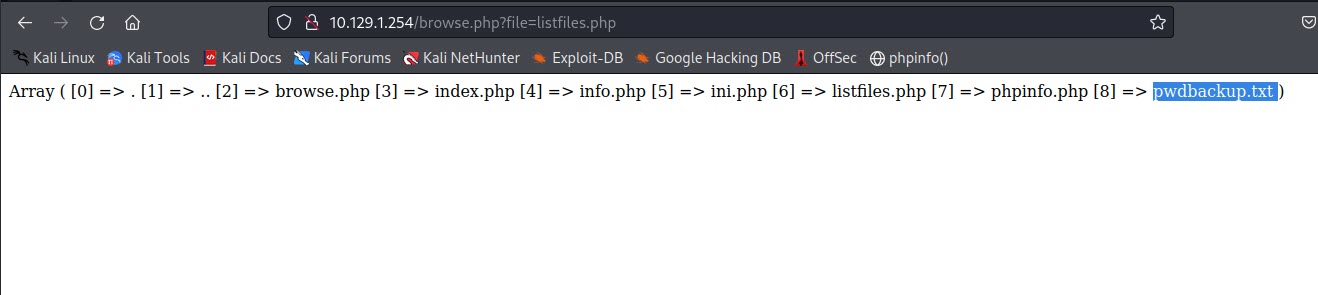 10.129.1.254/browse.php?file=listfiles.php
Kali Linux Kali Tools Kali Docs Kali Forums Kali NetHunter Exploit-DB Google Hacking DB OffSec phpinfo()
Array ( [0] => . [1] => .. [2] => browse.php [3] => index.php [4] => info.php [5] => ini.php [6] => listfiles.php [7] => phpinfo.php [8] => pwdbackup.txt )